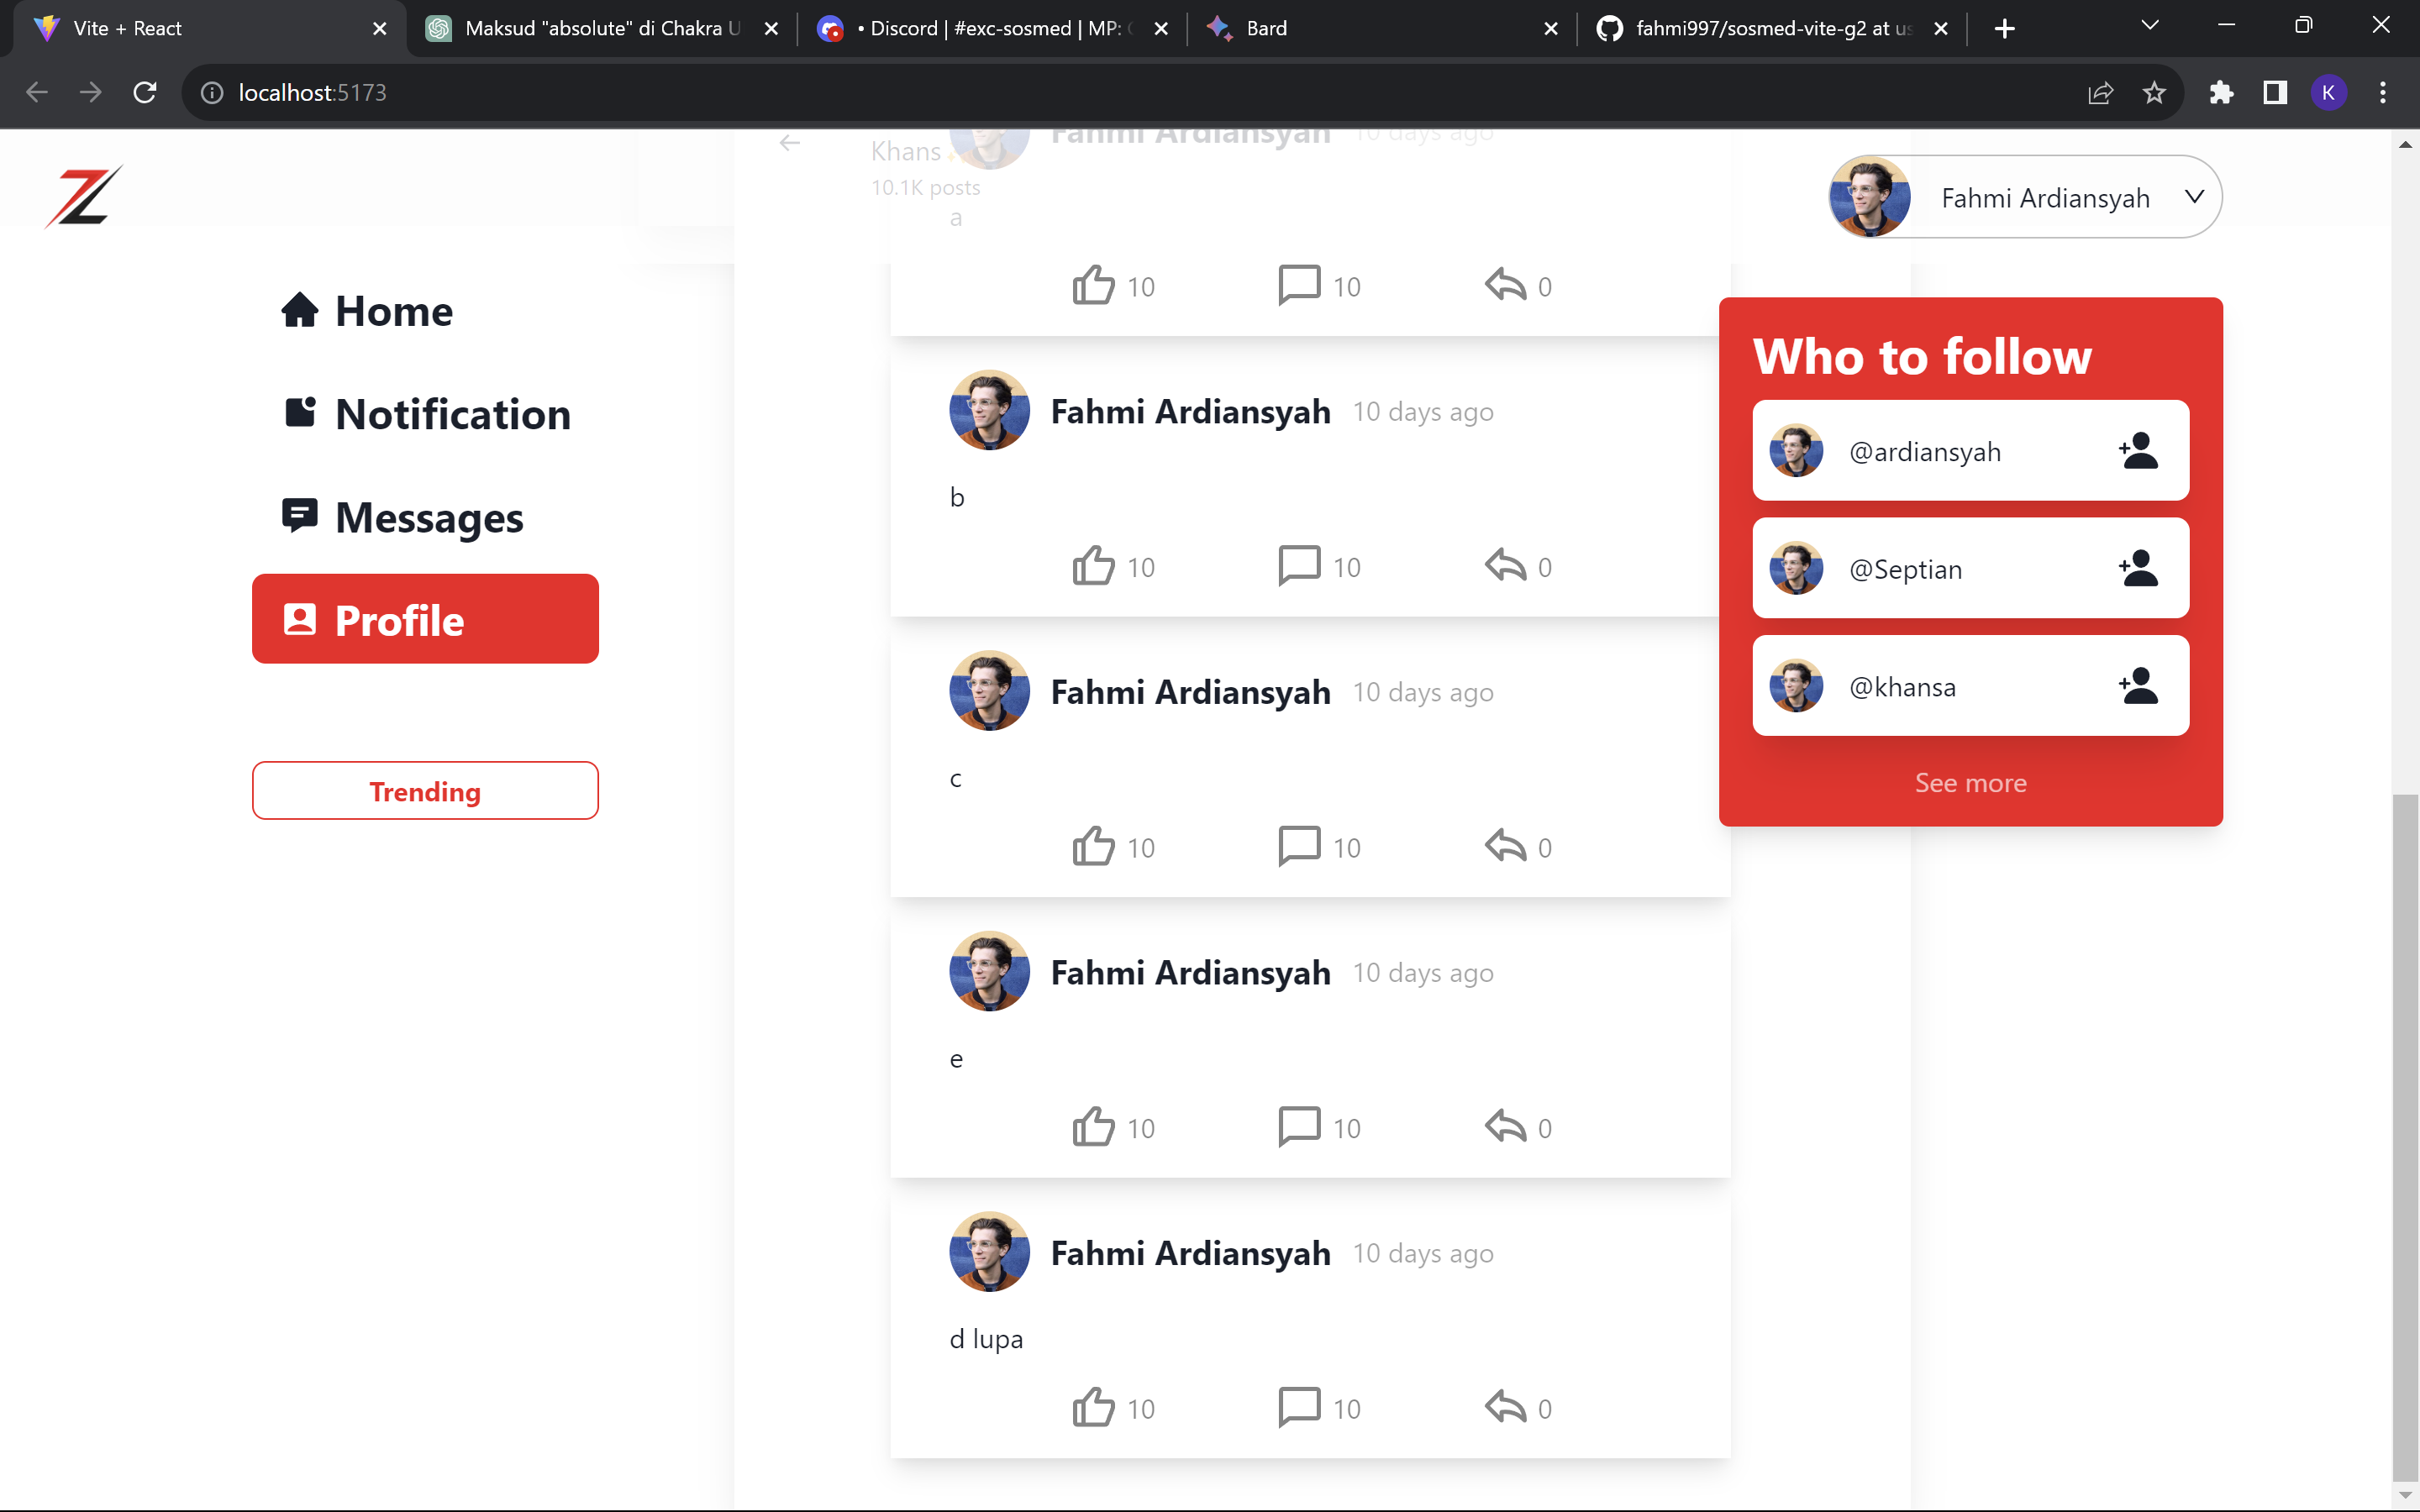 Vite + React
Maksud "absolute" di Chakra U
• Discord | #exc-sosmed | MP:
Bard
fahmi997/sosmed-vite-g2 at us
localhost:5173
K
Z
Fahmi Ardiansyah 10 days ago
Khans
10.1K posts
a
10 10 0
Fahmi Ardiansyah
Home
Notification
Messages
Profile
Trending
Fahmi Ardiansyah 10 days ago
b
10 10 0
Fahmi Ardiansyah 10 days ago
c
10 10 0
Fahmi Ardiansyah 10 days ago
e
10 10 0
Fahmi Ardiansyah 10 days ago
d lupa
10 10 0
Who to follow
@ardiansyah
@Septian
@khansa
See more